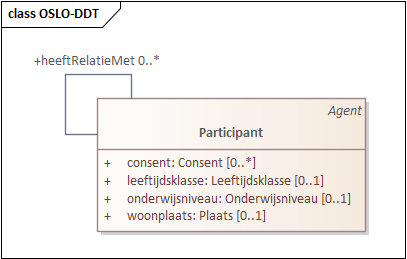 class OSLO-DDT
+heeftRelatieMet 0..*
Agent
Participant
+ consent: Consent [0..*]
+ leeftijdsklasse: Leeftijdsklasse [0..1]
+ onderwijsniveau: Onderwijsniveau [0..1]
+ woonplaats: Plaats [0..1]